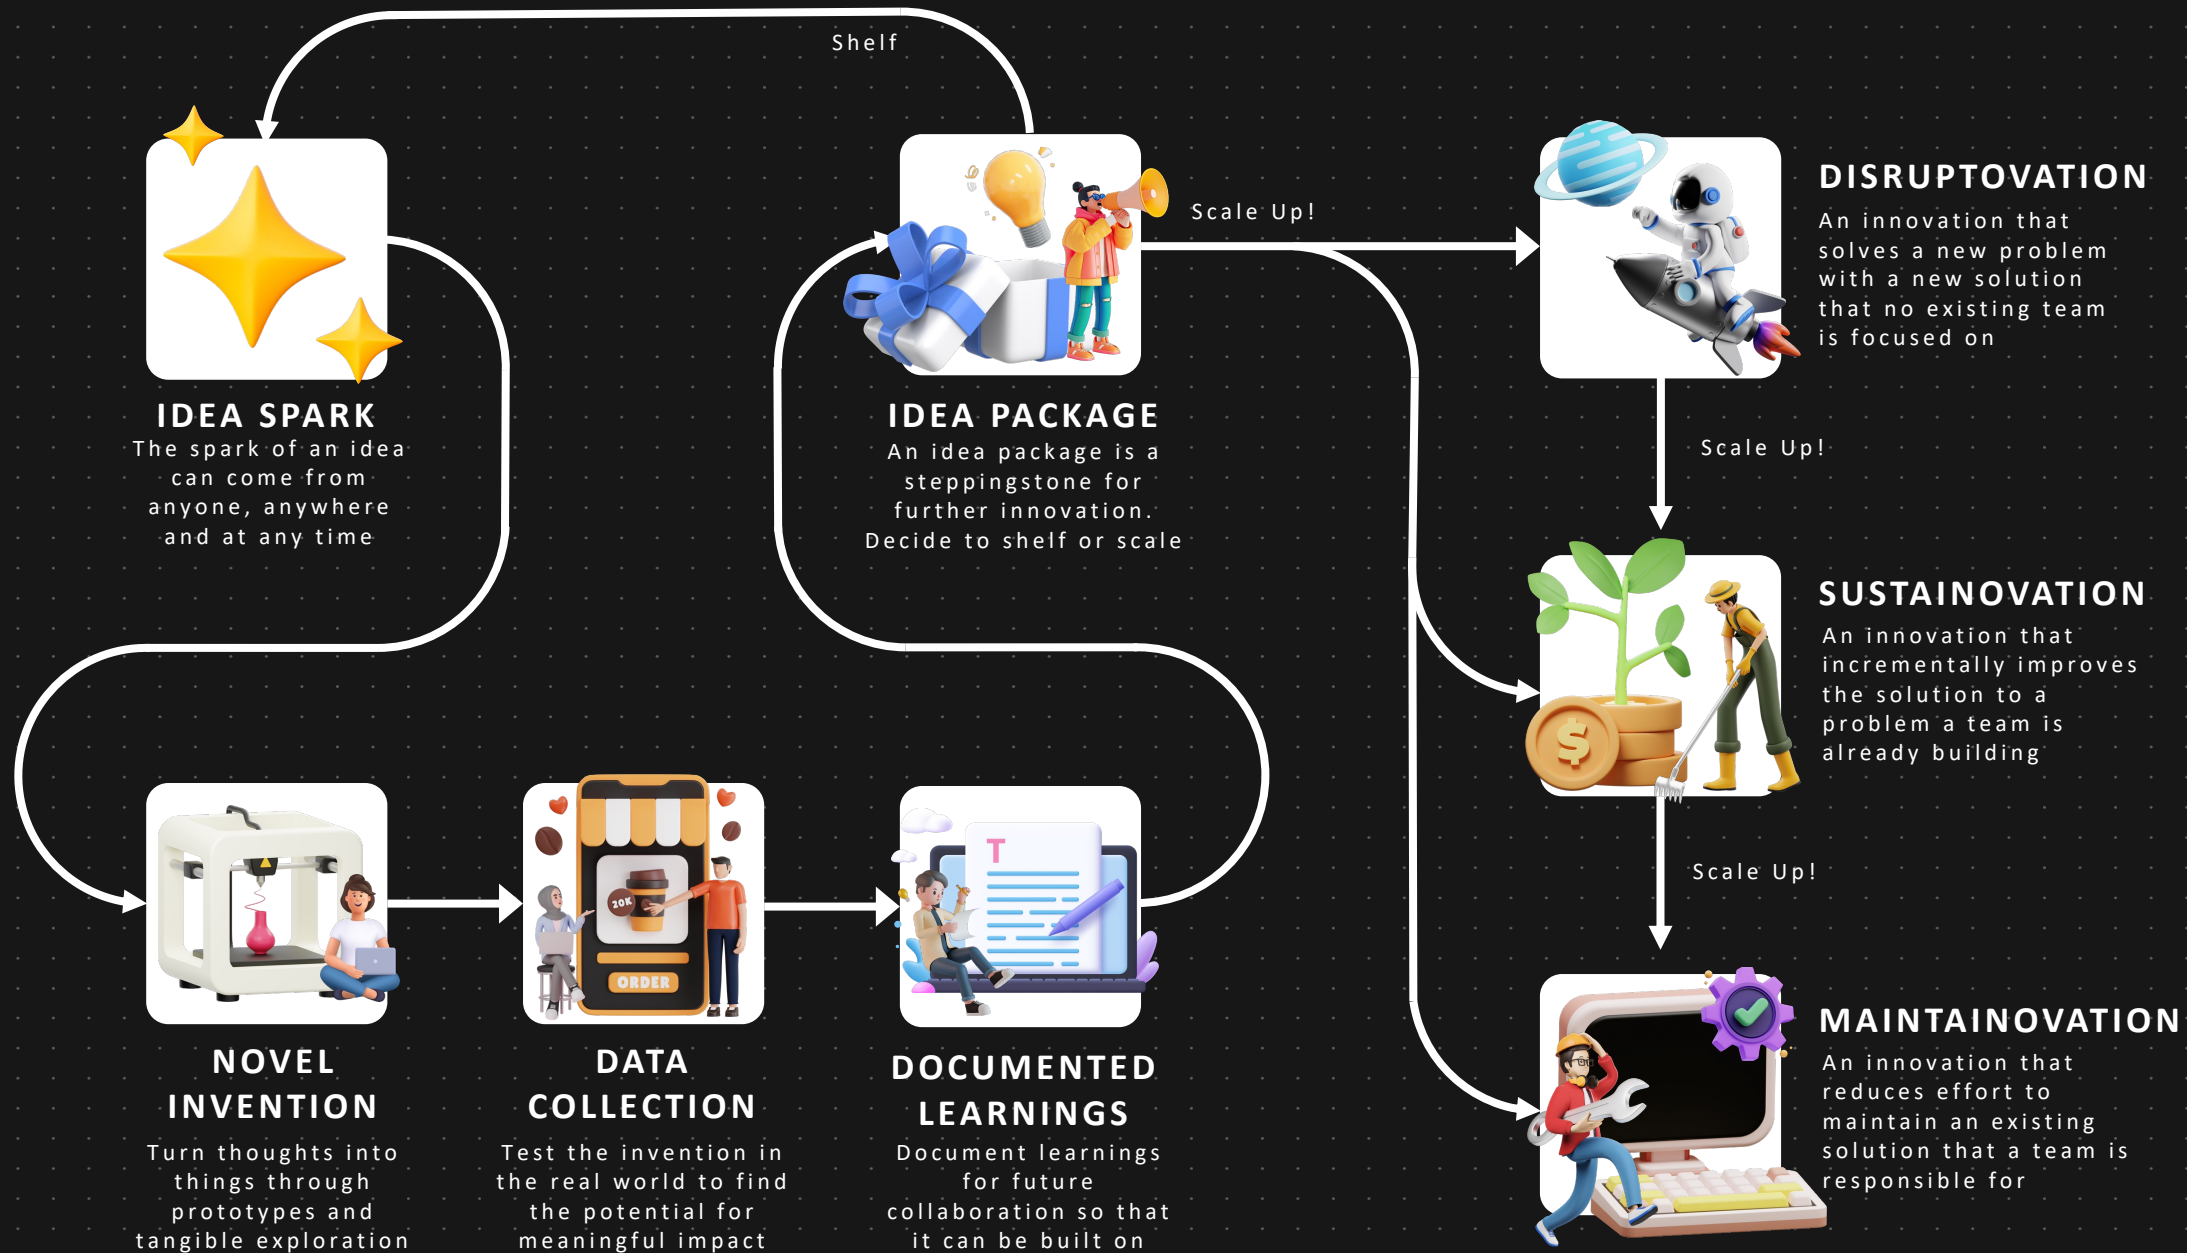 Shelf
IDEA SPARK
The spark of an idea
can come from
anyone, anywhere
and at any time
IDEA PACKAGE
An idea package is a
steppingstone for
further innovation.
Decide to shelf or scale
Scale Up!
DISRUPTOVATION
An innovation that
solves a new problem
with a new solution
that no existing team
is focused on
Scale Up!
SUSTAINOVATION
An innovation that
incrementally improves
the solution to a
problem a team is
already building
$
Scale Up!
MAINTAINOVATION
An innovation that
reduces effort to
maintain an existing
solution that a team is
responsible for
NOVEL
INVENTION
Turn thoughts into
things through
prototypes and
tangible exploration
20K
ORDER
DATA
COLLECTION
Test the invention in
the real world to find
the potential for
meaningful impact
T
DOCUMENTED
LEARNINGS
Document learnings
for future
collaboration so that
it can be built on